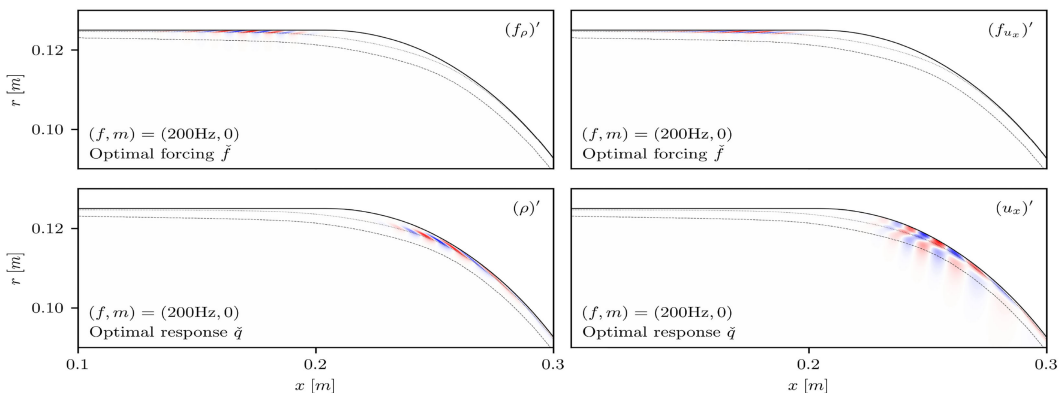 (f_ρ)′
r [m]
0.12
0.10
(f, m) = (200Hz, 0)
Optimal forcing f̌
(f_{u_x})′
(f, m) = (200Hz, 0)
Optimal forcing f̌
(ρ)′
r [m]
0.12
0.10
(f, m) = (200Hz, 0)
Optimal response q̌
0.1
0.2
0.3
x [m]
(u_x)′
(f, m) = (200Hz, 0)
Optimal response q̌
0.2
0.3
x [m]